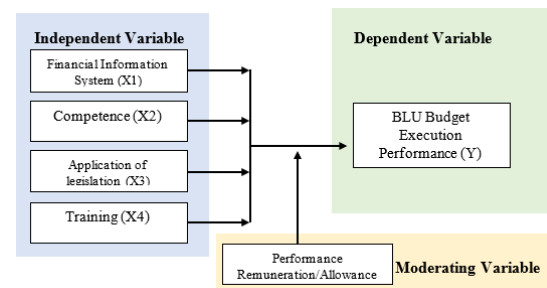 Independent Variable
Financial Information
System (X1)
Competence (X2)
Application of
legislation (X3)
Training (X4)
Dependent Variable
BLU Budget
Execution
Performance (Y)
Performance
Remuneration/Allowance
Moderating Variable